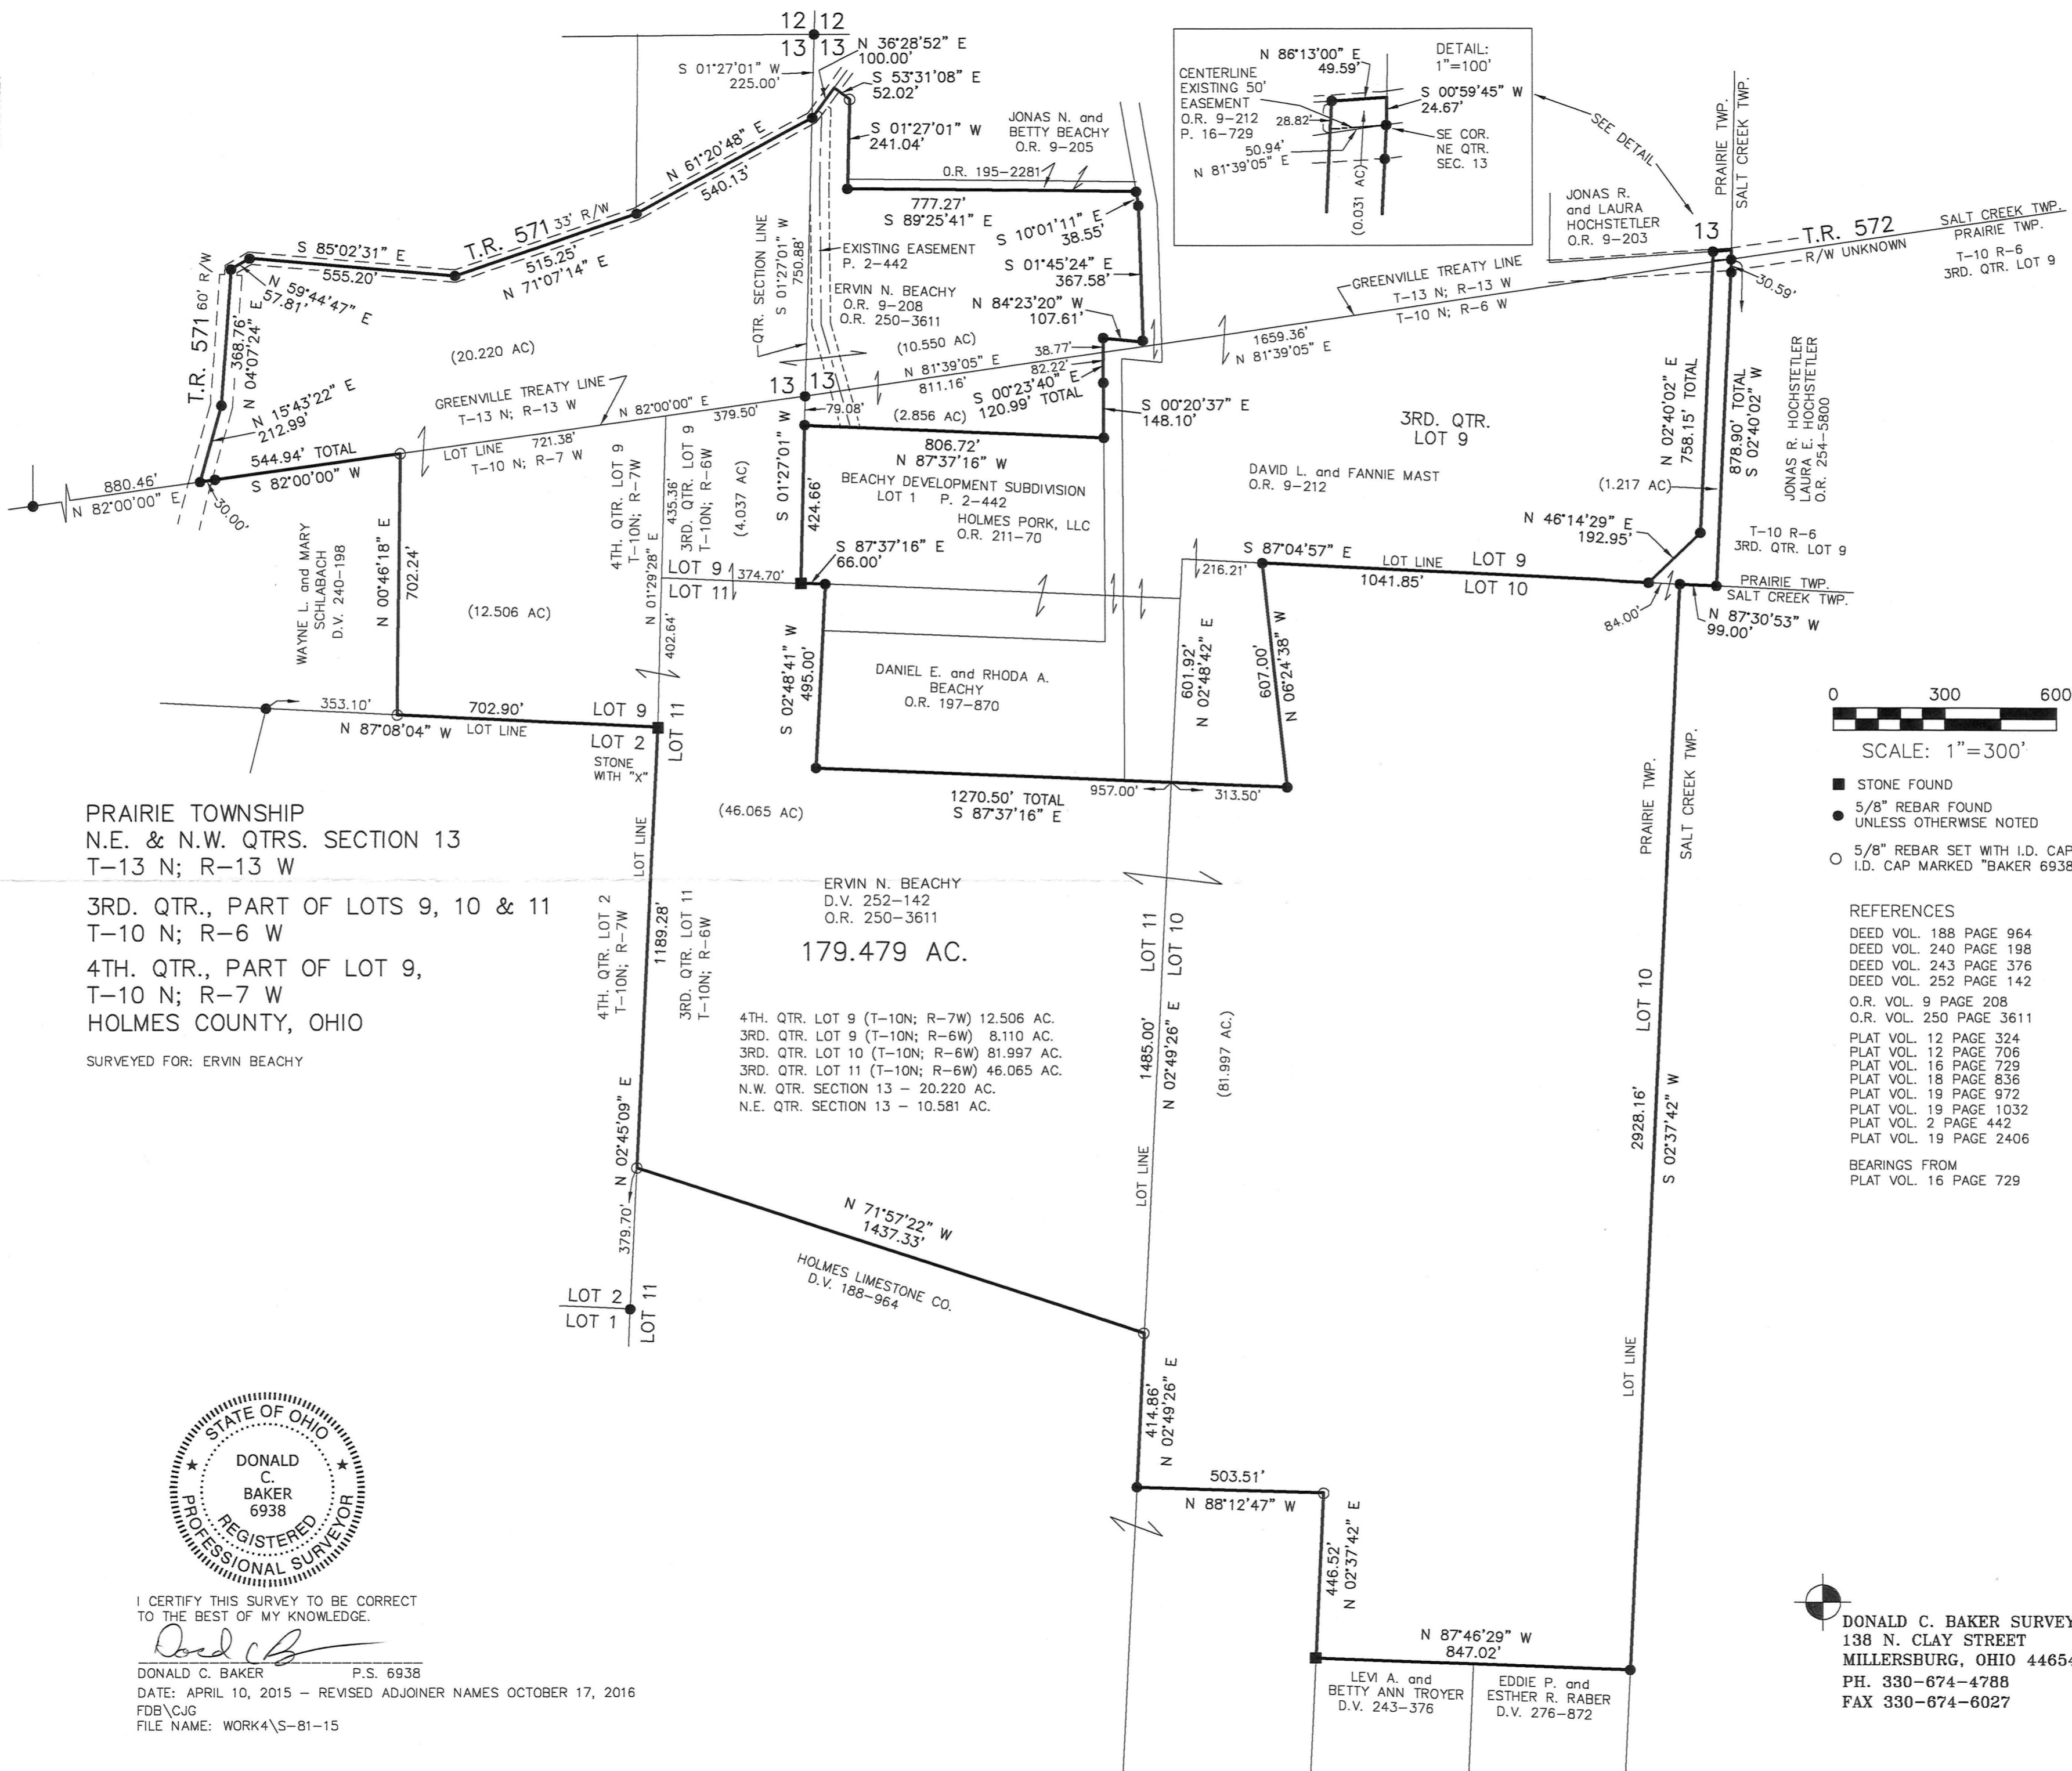 12 12
13 13
S 01°27'01" W
225.00'
N 36°28'52" E
100.00'
S 53°31'08" E
52.02'
S 01°27'01" W
241.04'
JONAS N. and
BETTY BEACHY
O.R. 9-205
O.R. 195-2281
777.27'
S 89°25'41" E
S 10°01'11" E
38.55'
S 01°45'24" E
367.58'
N 84°23'20" W
107.61'
N 86°13'00" E
49.59'
DETAIL:
1"=100'
CENTERLINE
EXISTING 50'
EASEMENT
O.R. 9-212
P. 16-729
28.82'
50.94'
N 81°39'05" E
S 00°59'45" W
24.67'
SE COR.
NE QTR.
SEC. 13
(0.031 AC)
SEE DETAIL
PRAIRIE TWP.
SALT CREEK TWP.
JONAS R.
and LAURA
HOCHSTETLER
O.R. 9-203
13
T.R. 572
R/W UNKNOWN
SALT CREEK TWP.
PRAIRIE TWP.
T-10 R-6
3RD. QTR. LOT 9
30.59'
N 61°20'48" E
540.13'
T.R. 571 33' R/W
515.25'
N 71°07'14" E
S 85°02'31" E
555.20'
N 59°44'47" E
57.81'
T.R. 571 60' R/W
368.76'
N 04°07'24" E
N 15°43'22" E
212.99'
(20.220 AC)
QTR. SECTION LINE
S 01°27'01" W
750.88'
EXISTING EASEMENT
P. 2-442
ERVIN N. BEACHY
O.R. 9-208
O.R. 250-3611
(10.550 AC)
GREENVILLE TREATY LINE
T-13 N; R-13 W
T-10 N; R-6 W
1659.36'
N 81°39'05" E
38.77'
82.22'
S 00°23'40" E
120.99' TOTAL
13 13
N 81°39'05" E
811.16'
79.08'
(2.856 AC)
S 00°20'37" E
148.10'
GREENVILLE TREATY LINE
T-13 N; R-13 W
N 82°00'00" E
379.50'
LOT LINE
721.38'
T-10 N; R-7 W
544.94' TOTAL
S 82°00'00" W
880.46'
N 82°00'00" E
30.00'
WAYNE L. and MARY
SCHLABACH
D.V. 240-198
N 00°46'18" E
702.24'
(12.506 AC)
4TH. QTR. LOT 9
T-10N; R-7W
435.36'
N 01°29'28" E
3RD. QTR. LOT 9
T-10N; R-6W
(4.037 AC)
S 01°27'01" W
424.66'
806.72'
N 87°37'16" W
BEACHY DEVELOPMENT SUBDIVISION
LOT 1 P. 2-442
HOLMES PORK, LLC
O.R. 211-70
S 87°37'16" E
66.00'
LOT 9
LOT 11
374.70'
402.64'
3RD. QTR.
LOT 9
DAVID L. and FANNIE MAST
O.R. 9-212
N 02°40'02" E
758.15' TOTAL
878.90' TOTAL
S 02°40'02" W
JONAS R. HOCHSTETLER
LAURA E. HOCHSTETLER
O.R. 254-5800
(1.217 AC)
N 46°14'29" E
192.95'
T-10 R-6
3RD. QTR. LOT 9
PRAIRIE TWP.
SALT CREEK TWP.
N 87°30'53" W
99.00'
84.00'
S 87°04'57" E
LOT LINE
LOT 9
1041.85'
LOT 10
216.21'
S 02°48'41" W
495.00'
DANIEL E. and RHODA A.
BEACHY
O.R. 197-870
601.92'
N 02°48'42" E
607.00'
N 06°24'38" W
957.00'
313.50'
1270.50' TOTAL
S 87°37'16" E
353.10'
702.90'
LOT 9
N 87°08'04" W LOT LINE
LOT 2
STONE
WITH "X"
LOT 11
(46.065 AC)
PRAIRIE TOWNSHIP
N.E. & N.W. QTRS. SECTION 13
T-13 N; R-13 W
3RD. QTR., PART OF LOTS 9, 10 & 11
T-10 N; R-6 W
4TH. QTR., PART OF LOT 9,
T-10 N; R-7 W
HOLMES COUNTY, OHIO
SURVEYED FOR: ERVIN BEACHY
LOT LINE
1189.28'
4TH. QTR. LOT 2
T-10N; R-7W
3RD. QTR. LOT 11
T-10N; R-6W
N 02°45'09" E
ERVIN N. BEACHY
D.V. 252-142
O.R. 250-3611
179.479 AC.
4TH. QTR. LOT 9 (T-10N; R-7W) 12.506 AC.
3RD. QTR. LOT 9 (T-10N; R-6W) 8.110 AC.
3RD. QTR. LOT 10 (T-10N; R-6W) 81.997 AC.
3RD. QTR. LOT 11 (T-10N; R-6W) 46.065 AC.
N.W. QTR. SECTION 13 - 20.220 AC.
N.E. QTR. SECTION 13 - 10.581 AC.
LOT 11
LOT 10
1485.00'
N 02°49'26" E
(81.997 AC.)
LOT LINE
PRAIRIE TWP.
SALT CREEK TWP.
LOT 10
2928.16'
S 02°37'42" W
LOT LINE
0 300 600
SCALE: 1"=300'
STONE FOUND
5/8" REBAR FOUND
UNLESS OTHERWISE NOTED
5/8" REBAR SET WITH I.D. CAP
I.D. CAP MARKED "BAKER 6938
REFERENCES
DEED VOL. 188 PAGE 964
DEED VOL. 240 PAGE 198
DEED VOL. 243 PAGE 376
DEED VOL. 252 PAGE 142
O.R. VOL. 9 PAGE 208
O.R. VOL. 250 PAGE 3611
PLAT VOL. 12 PAGE 324
PLAT VOL. 12 PAGE 706
PLAT VOL. 16 PAGE 729
PLAT VOL. 18 PAGE 836
PLAT VOL. 19 PAGE 972
PLAT VOL. 19 PAGE 1032
PLAT VOL. 2 PAGE 442
PLAT VOL. 19 PAGE 2406
BEARINGS FROM
PLAT VOL. 16 PAGE 729
379.70'
N 71°57'22" W
1437.33'
HOLMES LIMESTONE CO.
D.V. 188-964
LOT 2
LOT 1
LOT 11
414.86'
N 02°49'26" E
503.51'
N 88°12'47" W
446.52'
N 02°37'42" E
N 87°46'29" W
847.02'
LEVI A. and
BETTY ANN TROYER
D.V. 243-376
EDDIE P. and
ESTHER R. RABER
D.V. 276-872
STATE OF OHIO
DONALD
C.
BAKER
6938
REGISTERED
PROFESSIONAL SURVEYOR
I CERTIFY THIS SURVEY TO BE CORRECT
TO THE BEST OF MY KNOWLEDGE.
DONALD C. BAKER P.S. 6938
DATE: APRIL 10, 2015 - REVISED ADJOINER NAMES OCTOBER 17, 2016
FDB\CJG
FILE NAME: WORK4\S-81-15
DONALD C. BAKER SURVEY
138 N. CLAY STREET
MILLERSBURG, OHIO 44654
PH. 330-674-4788
FAX 330-674-6027